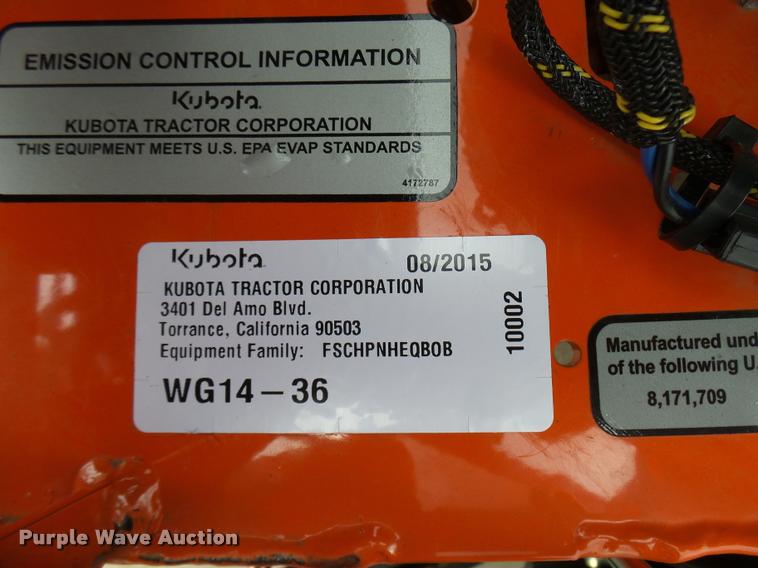 EMISSION CONTROL INFORMATION
Kubota
KUBOTA TRACTOR CORPORATION
THIS EQUIPMENT MEETS U.S. EPA EVAP STANDARDS
4172787
Kubota 08/2015
KUBOTA TRACTOR CORPORATION
3401 Del Amo Blvd.
Torrance, California 90503
Equipment Family: FSCHPNHEQBOB
WG14-36
10002
Manufactured und
of the following U.
8,171,709
Purple Wave Auction